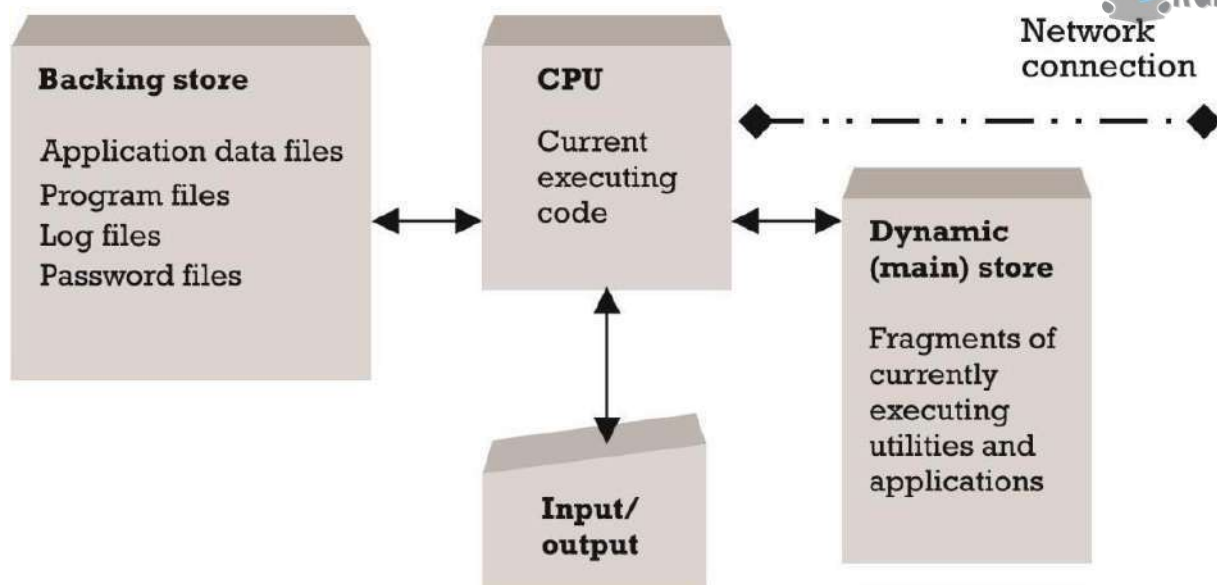 Backing store
Application data files
Program files
Log files
Password files
CPU
Current
executing
code
Network
connection
Dynamic
(main) store
Fragments of
currently
executing
utilities and
applications
Input/
output